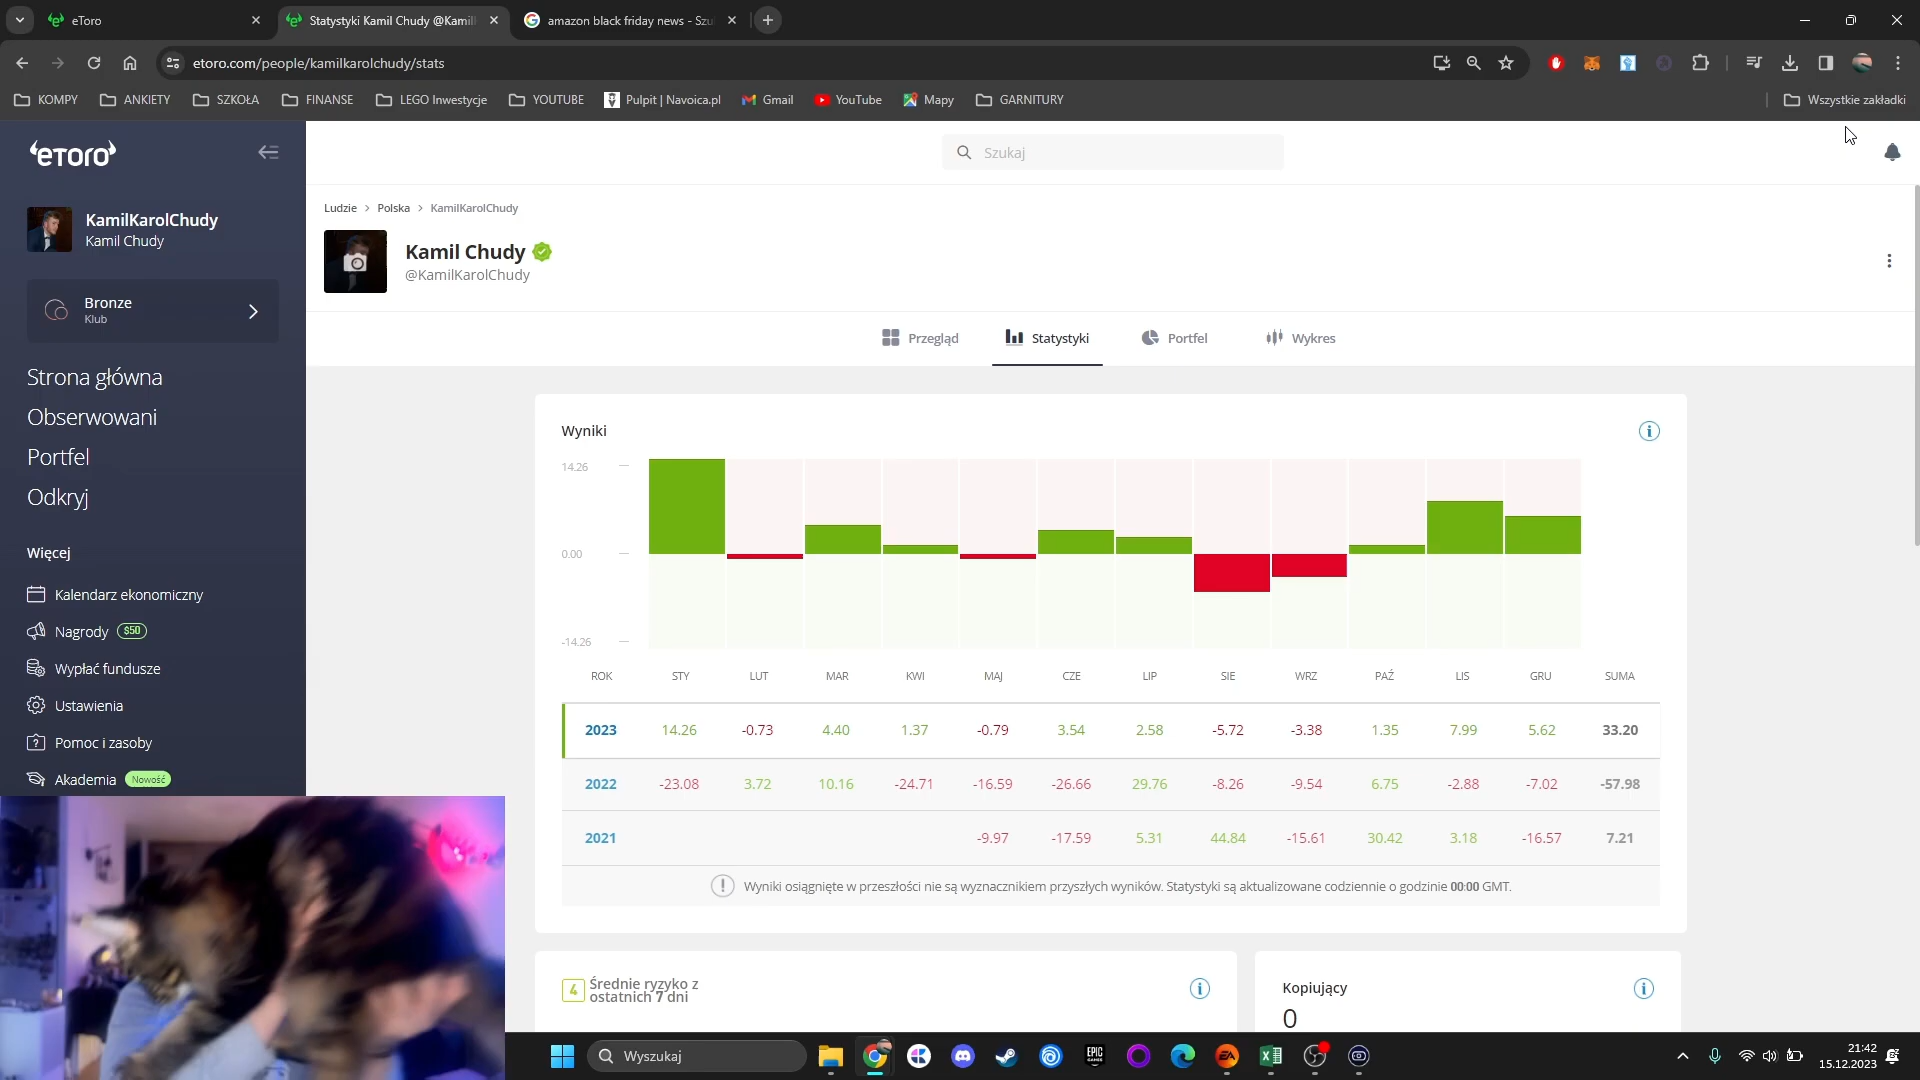 eToro
Statystyki Kamil Chudy @Kamil
amazon black friday news - Szu
etoro.com/people/kamilkarolchudy/stats
KOMPY
ANKIETY
SZKOŁA
FINANSE
LEGO Inwestycje
YOUTUBE
Pulpit | Navoica.pl
Gmail
YouTube
Mapy
GARNITURY
Wszystkie zakładki
eToro
Szukaj
KamilKarolChudy
Kamil Chudy
Bronze
Klub
Strona główna
Obserwowani
Portfel
Odkryj
Więcej
Kalendarz ekonomiczny
Nagrody $50
Wypłać fundusze
Ustawienia
Pomoc i zasoby
Akademia Nowość
Ludzie > Polska > KamilKarolChudy
Kamil Chudy
@KamilKarolChudy
Przegląd Statystyki Portfel Wykres
Wyniki
14.26
0.00
-14.26
ROK STY LUT MAR KWI MAJ CZE LIP SIE WRZ PAŹ LIS GRU SUMA
2023 14.26 -0.73 4.40 1.37 -0.79 3.54 2.58 -5.72 -3.38 1.35 7.99 5.62 33.20
2022 -23.08 3.72 10.16 -24.71 -16.59 -26.66 29.76 -8.26 -9.54 6.75 -2.88 -7.02 -57.98
2021 -9.97 -17.59 5.31 44.84 -15.61 30.42 3.18 -16.57 7.21
Wyniki osiągnięte w przeszłości nie są wyznacznikiem przyszłych wyników. Statystyki są aktualizowane codziennie o godzinie 00:00 GMT.
4 Średnie ryzyko z
ostatnich 7 dni
Kopiujący
0
Wyszukaj
EPIC
GAMES
EA
21:42
15.12.2023